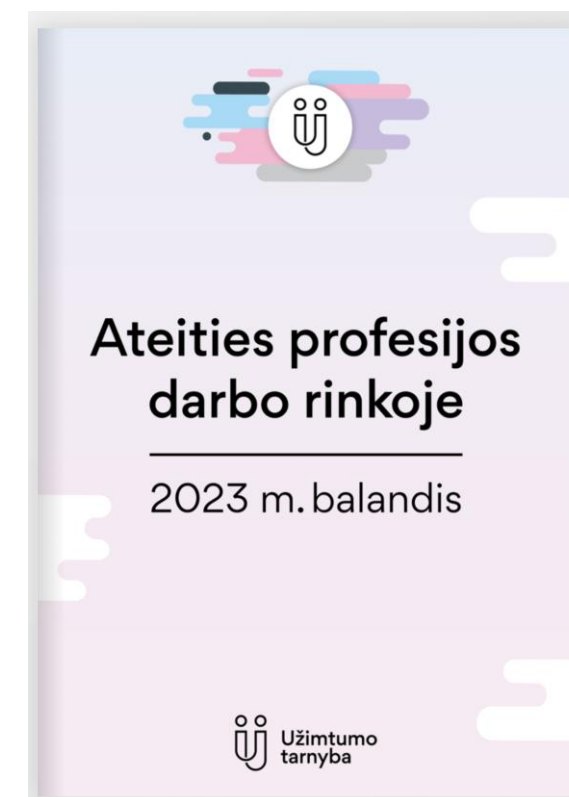 Ateities profesijos
darbo rinkoje
2023 m. balandis
Užimtumo
tarnyba